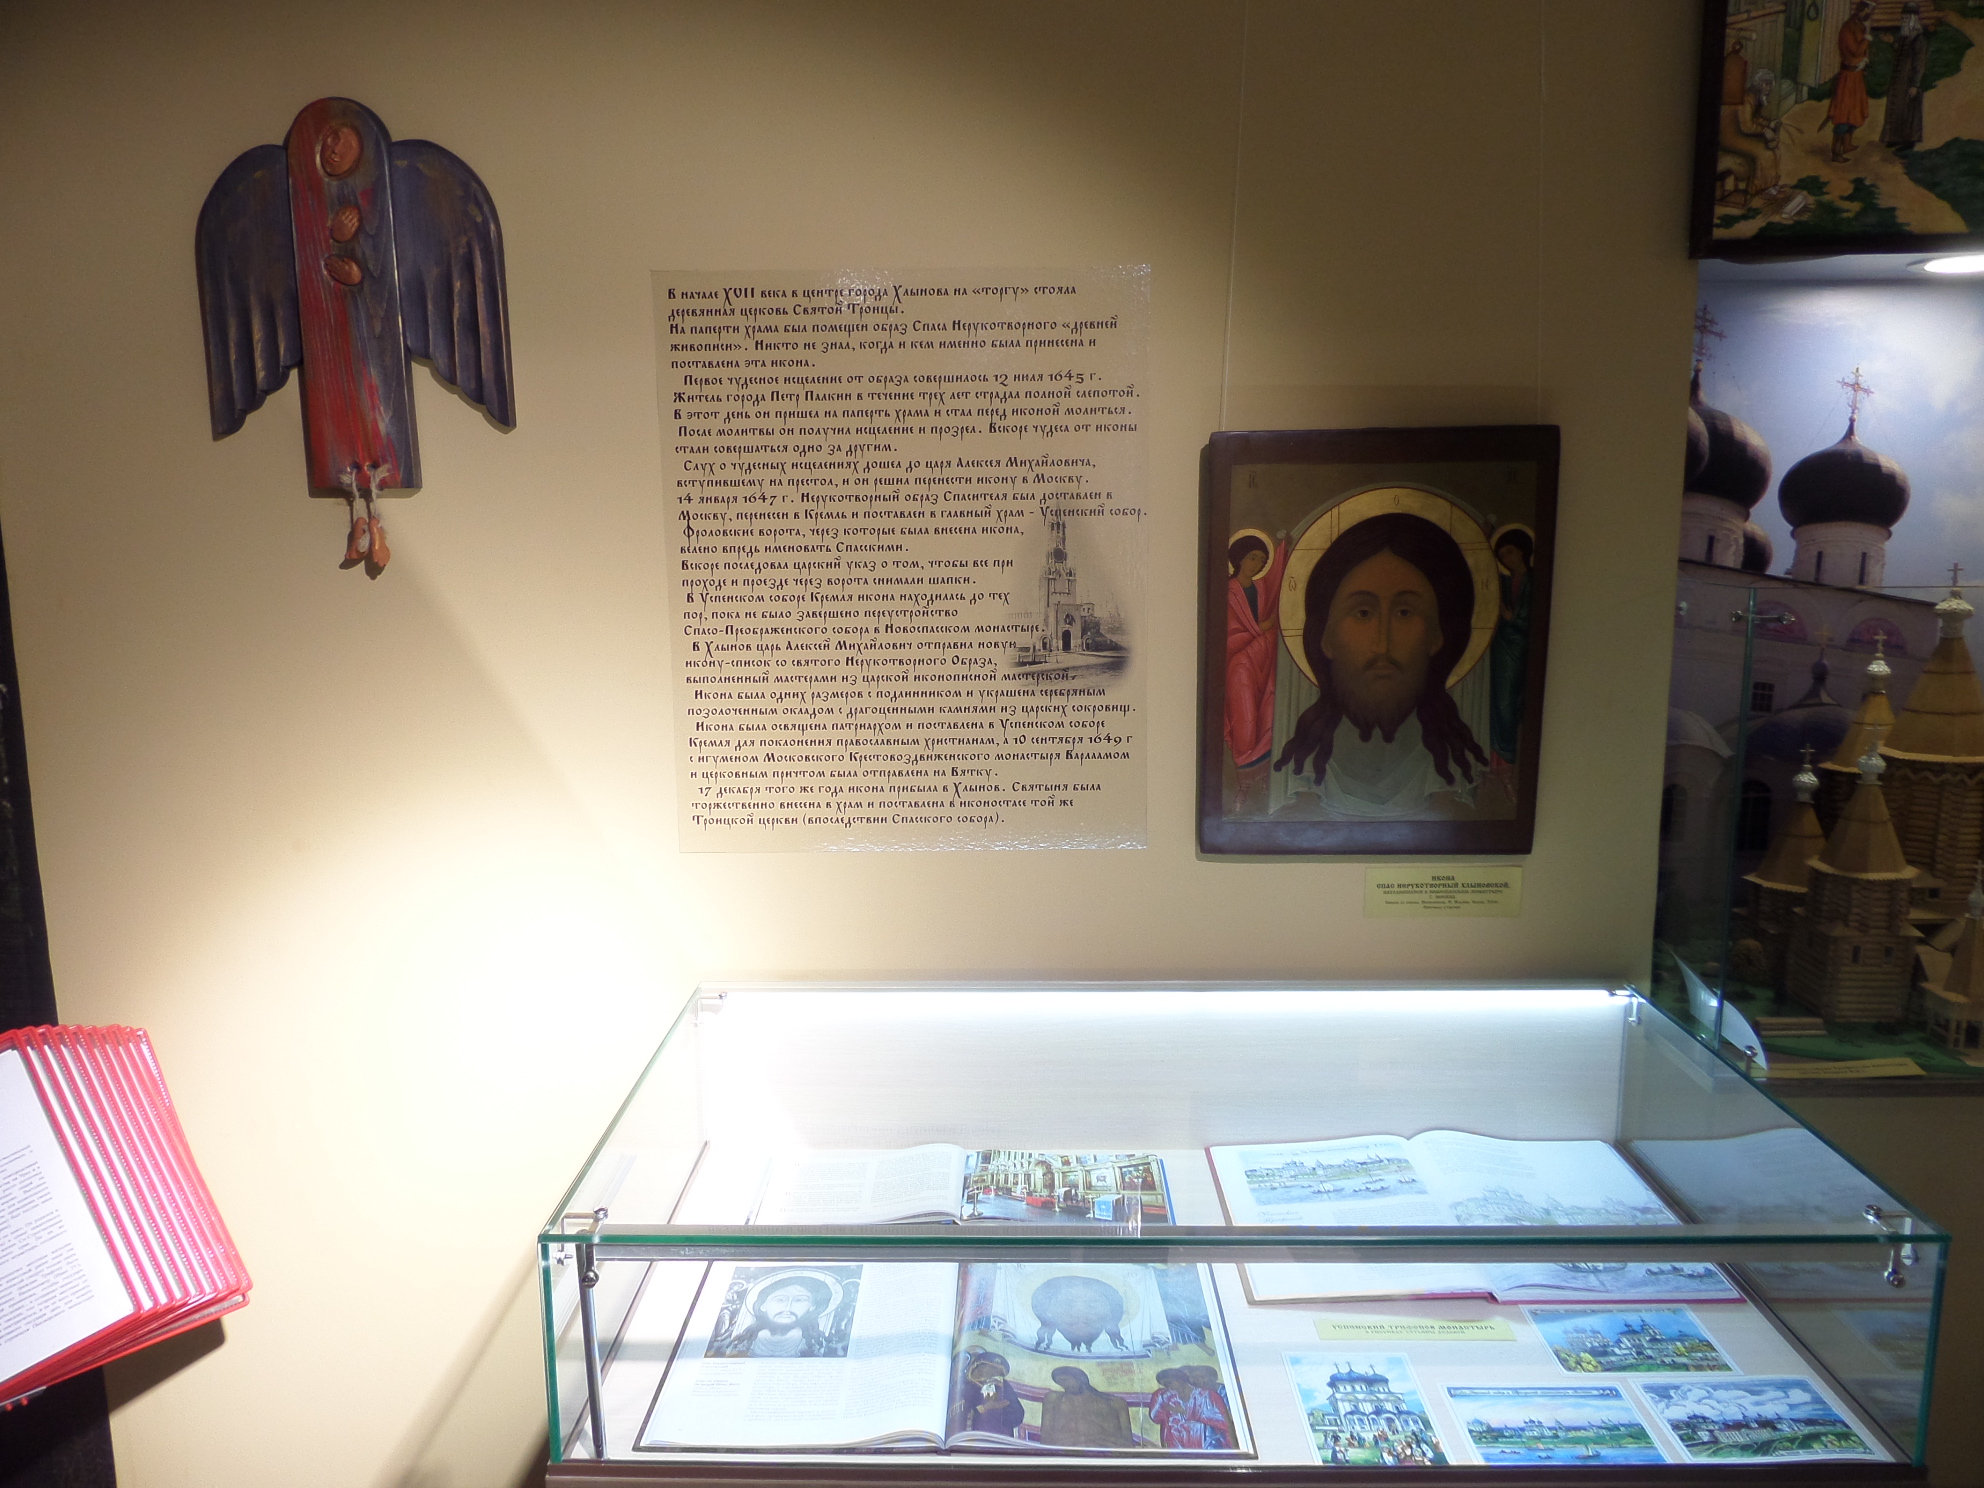 В начале XVII века в центре города Хлынова на «торгу» стояла
деревянная церковь Святой Троицы.
На паперти храма был помещен образ Спаса Нерукотворного «древней
живописи». Никто не знал, когда и кем именно была принесена и
поставлена эта икона.
Первое чудесное исцеление от образа совершилось 12 июля 1645 г.
Житель города Петр Палкин в течение трех лет страдал полной слепотой.
В этот день он пришел на паперть храма и стал перед иконой молиться.
После молитвы он получил исцеление и прозрел. Вскоре чудеса от иконы
стали совершаться одно за другим.
Слух о чудесных исцелениях дошел до царя Алексея Михайловича,
вступившему на престол, и он решил перенести икону в Москву.
14 января 1647 г. Нерукотворный образ Спасителя был доставлен в
Москву, перенесен в Кремль и поставлен в главный храм - Успенский собор.
Фроловские ворота, через которые была внесена икона,
велено впредь именовать Спасскими.
Вскоре последовал царский указ о том, чтобы все при
проходе и проезде через ворота снимали шапки.
В Успенском соборе Кремля икона находилась до тех
пор, пока не было завершено переустройство
Спасо-Преображенского собора в Новоспасском монастыре.
В Хлынов царь Алексей Михайлович отправил новую
икону-список со святого Нерукотворного Образа,
выполненный мастерами из царской иконописной мастерской.
Икона была одних размеров с подлинником и украшена серебряным
позолоченным окладом с драгоценными камнями из царских сокровищ.
Икона была освящена патриархом и поставлена в Успенском соборе
Кремля для поклонения православным христианам, а 10 сентября 1649 г
с игуменом Московского Крестовоздвиженского монастыря Варлаамом
и церковным причтом была отправлена на Вятку.
17 декабря того же года икона прибыла в Хлынов. Святыня была
торжественно внесена в храм и поставлена в иконостасе той же
Троицкой церкви (впоследствии Спасского собора).
ИКОНА
СПАС НЕРУКОТВОРНЫЙ ХЛЫНОВСКОЙ,
УСПЕНСКИЙ ТРИФОНОВ МОНАСТЫРЬ